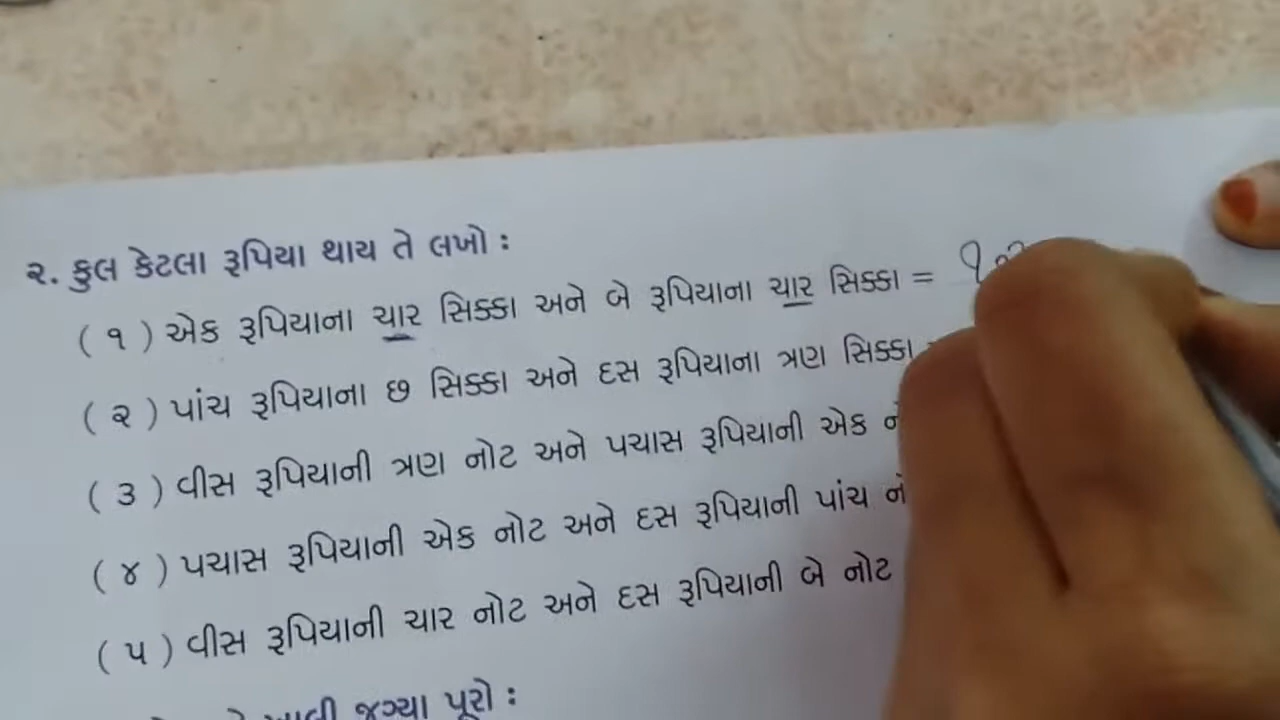 ૨. કુલ કેટલા રૂપિયા થાય તે લખો :
( ૧ ) એક રૂપિયાના ચાર સિક્કા અને બે રૂપિયાના ચાર સિક્કા = ૧૨
( ૨ ) પાંચ રૂપિયાના છ સિક્કા અને દસ રૂપિયાના ત્રણ સિક્કા
( ૩ ) વીસ રૂપિયાની ત્રણ નોટ અને પચાસ રૂપિયાની એક
( ૪ ) પચાસ રૂપિયાની એક નોટ અને દસ રૂપિયાની પાંચ
( ૫ ) વીસ રૂપિયાની ચાર નોટ અને દસ રૂપિયાની બે નોટ
જગ્યા પૂરો :